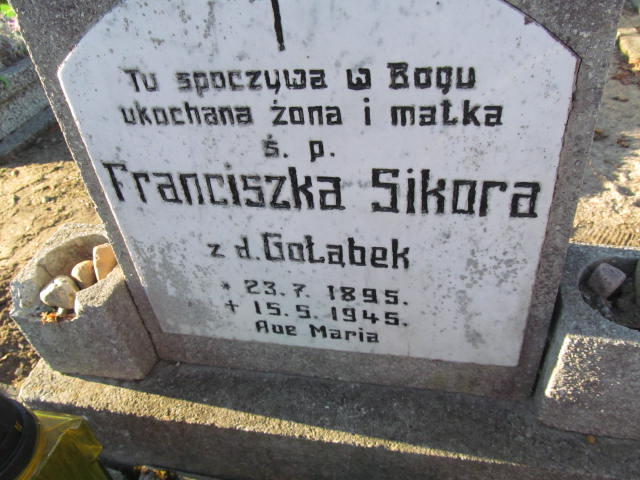 Tu spoczywa w Bogu
ukochana żona i matka
ś. p.
Franciszka Sikora
z d. Gołąbek
* 23. 7. 1895.
+ 15. 5. 1945.
Ave Maria